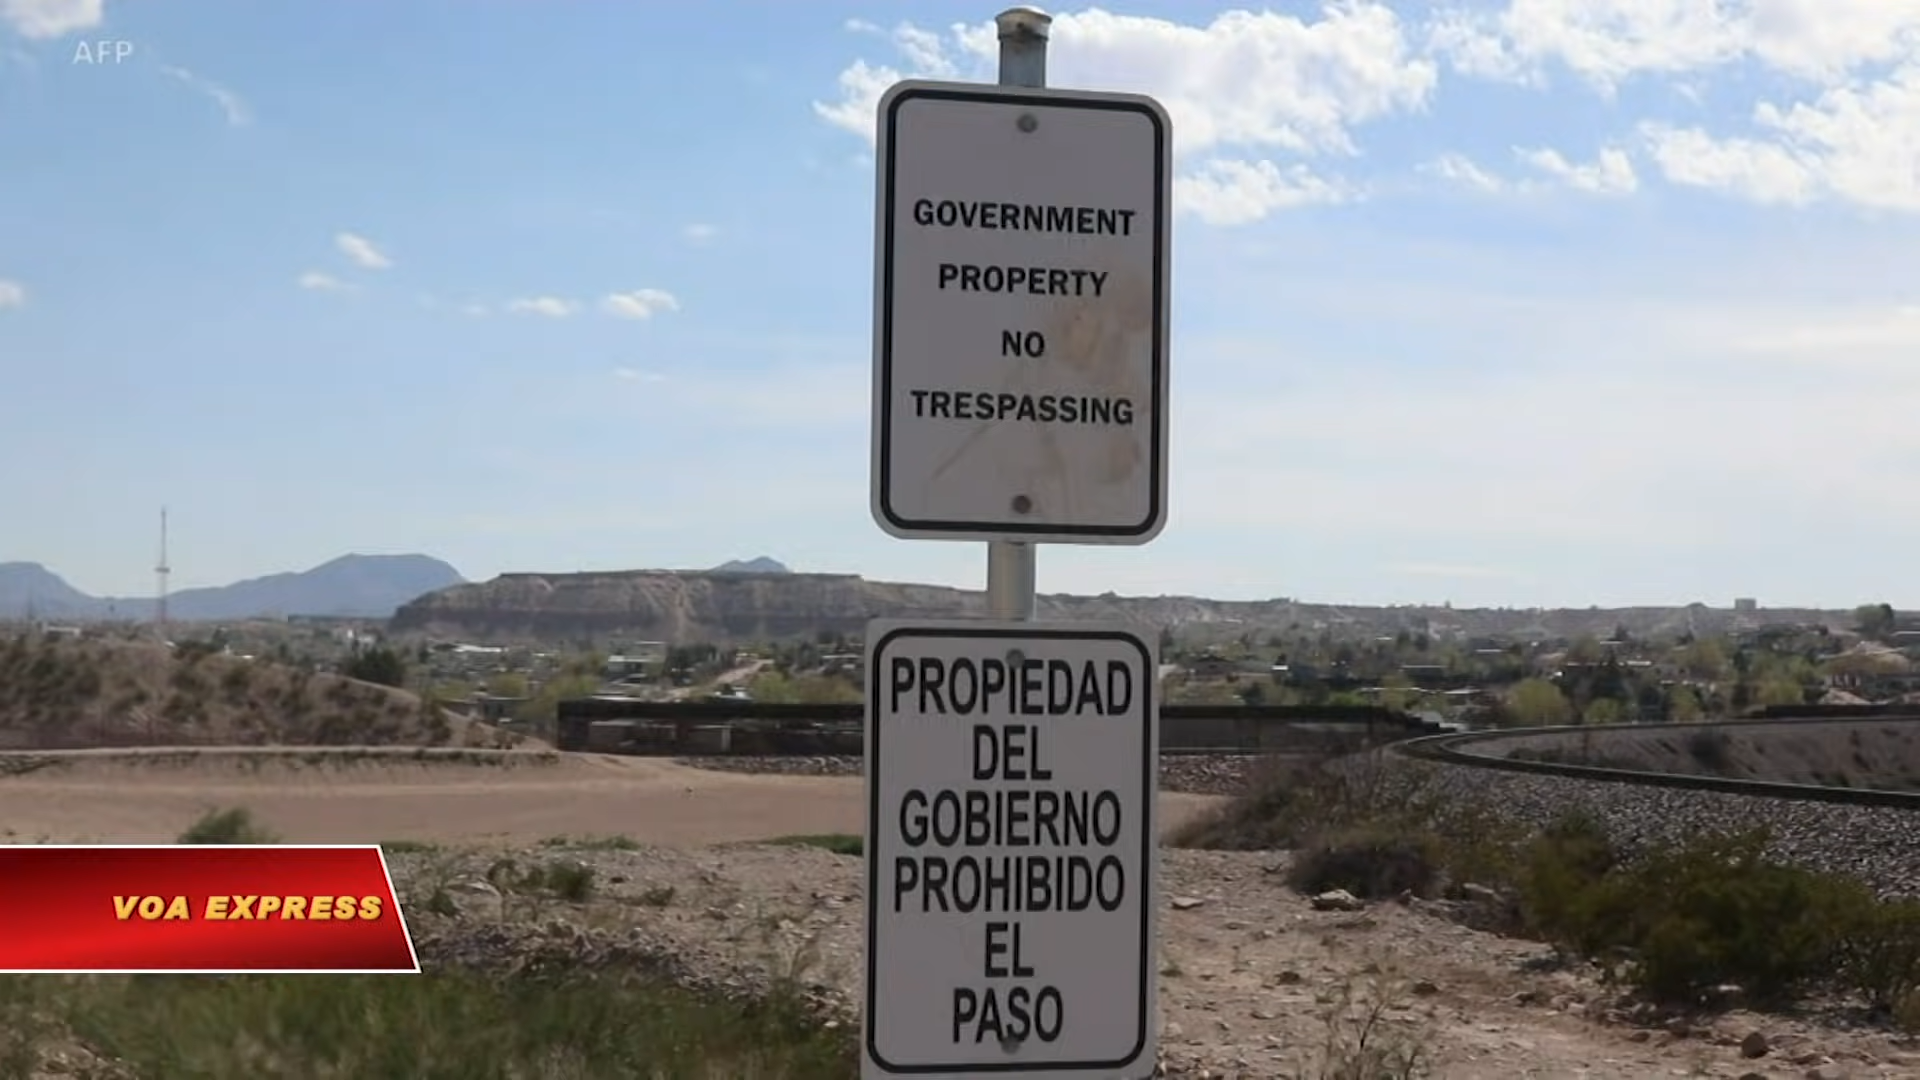 AFP
GOVERNMENT
PROPERTY
NO
TRESPASSING
PROPIEDAD
DEL
GOBIERNO
PROHIBIDO
EL
PASO
VOA EXPRESS